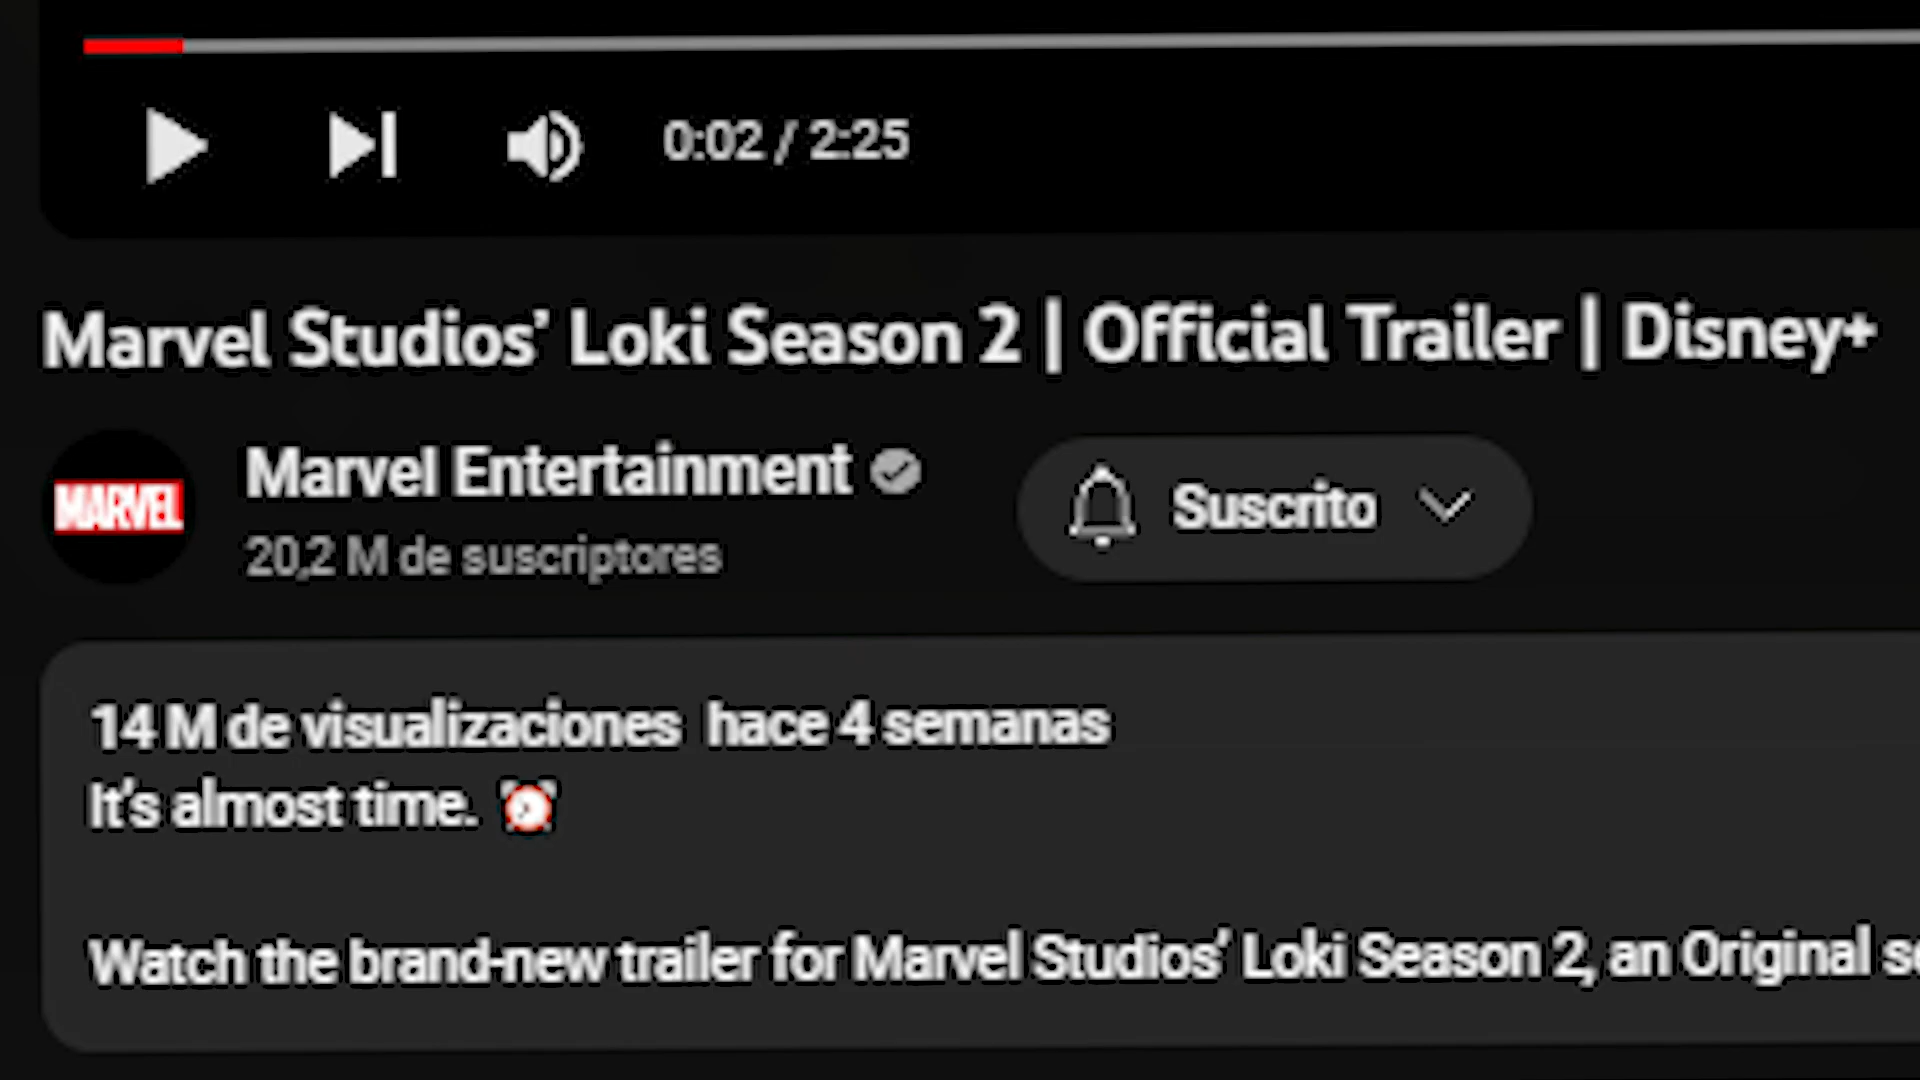 0:02 / 2:25
Marvel Studios’ Loki Season 2 | Official Trailer | Disney+
MARVEL
Marvel Entertainment
20,2 M de suscriptores
Suscrito
14 M de visualizaciones hace 4 semanas
It’s almost time. ⏰
Watch the brand-new trailer for Marvel Studios’ Loki Season 2, an Original